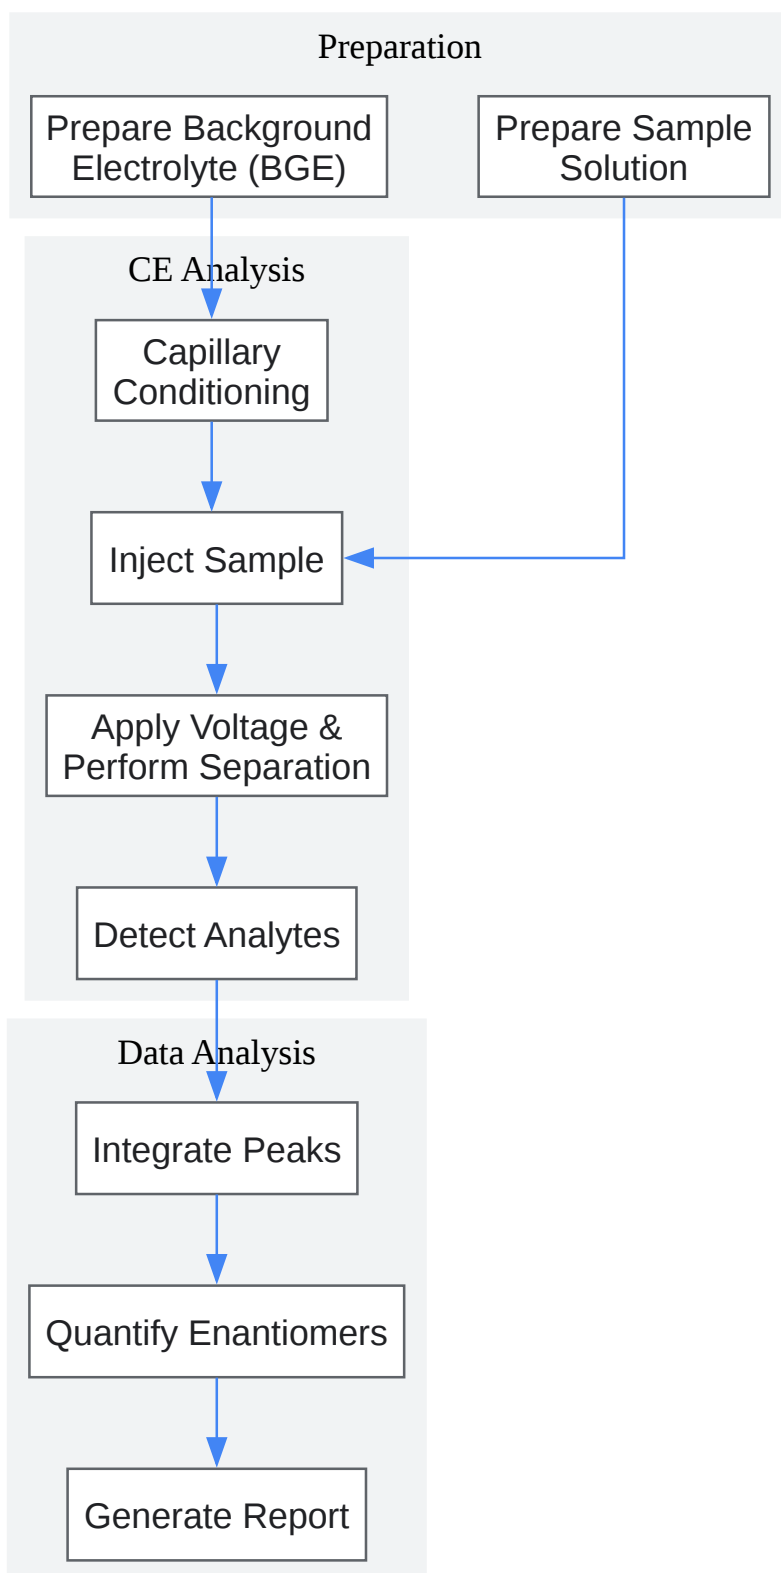 Preparation
Prepare Background
Electrolyte (BGE)
Prepare Sample
Solution
CE Analysis
Capillary
Conditioning
Inject Sample
Apply Voltage &
Perform Separation
Detect Analytes
Data Analysis
Integrate Peaks
Quantify Enantiomers
Generate Report